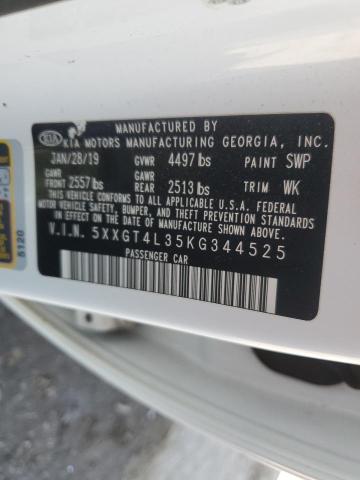 MANUFACTURED BY
KIA KIA MOTORS MANUFACTURING GEORGIA, INC.
JAN/28/19 GVWR 4497 lbs PAINT SWP
GAWR GAWR
FRONT 2557 lbs REAR 2513 lbs TRIM WK
THIS VEHICLE CONFORMS TO ALL APPLICABLE U.S.A. FEDERAL
MOTOR VEHICLE SAFETY, BUMPER, AND THEFT PREVENTION STANDARDS
IN EFFECT ON THE DATE OF MANUFACTURE SHOWN ABOVE.
V.I.N. 5XXGT4L35KG344525
PASSENGER CAR
5120